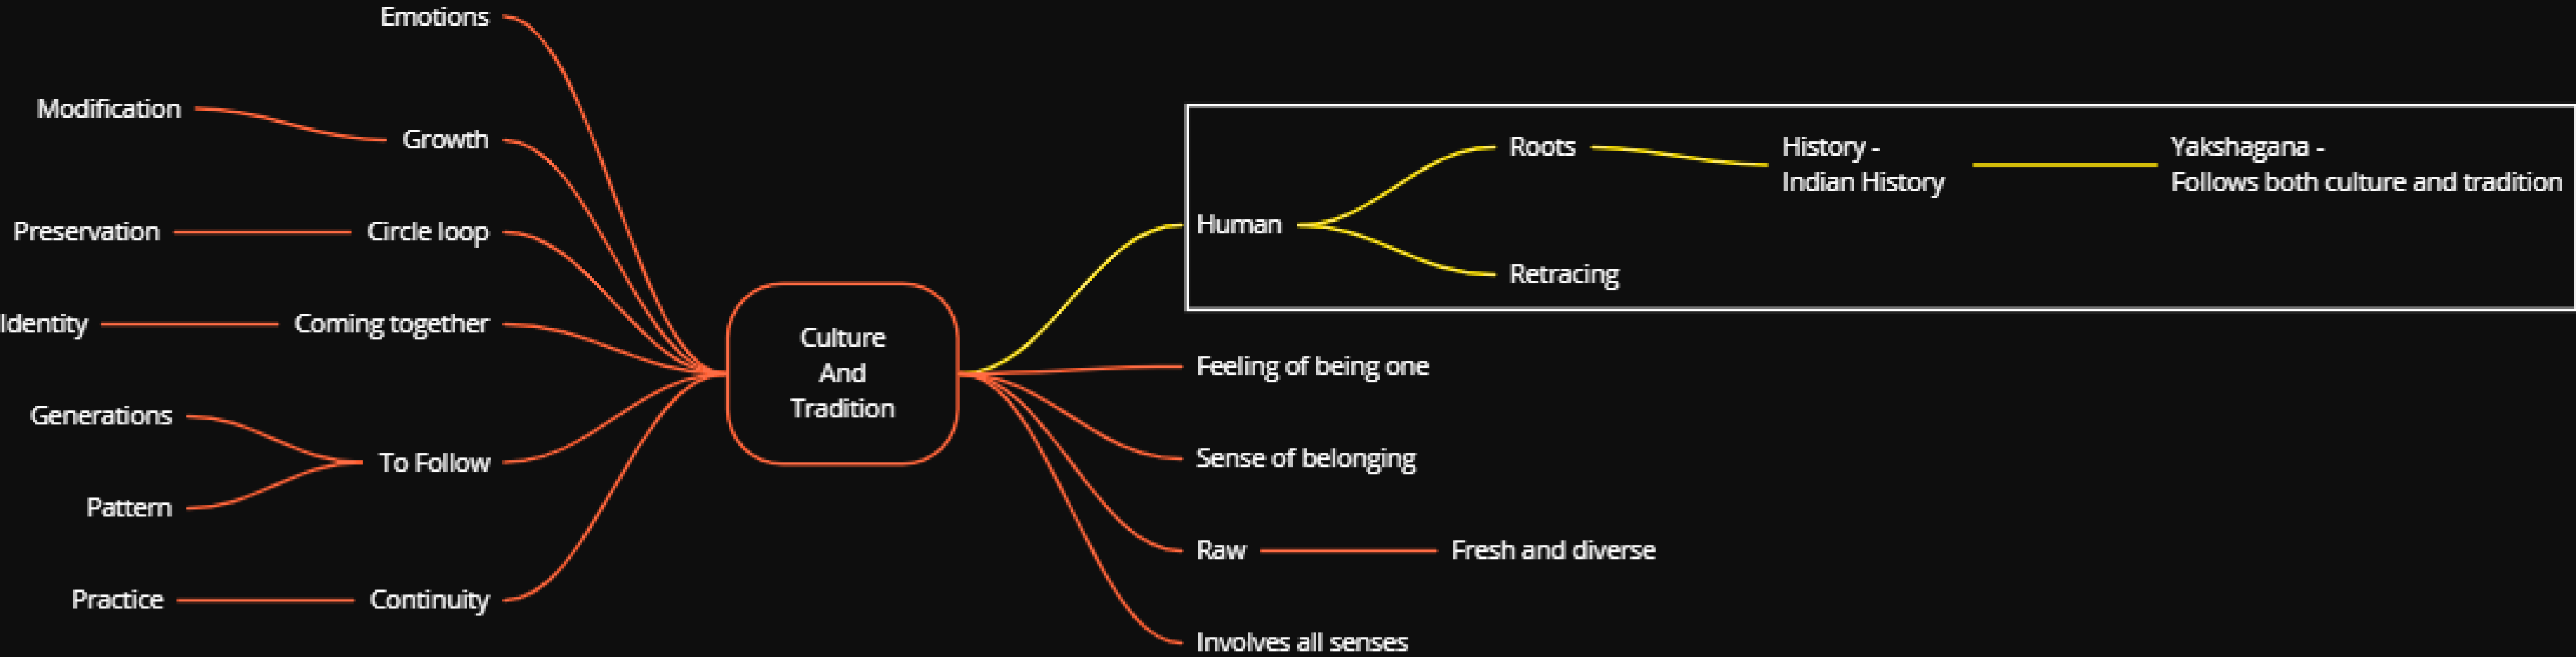 Emotions
Modification
Growth
Preservation
Circle loop
Identity
Coming together
Generations
To Follow
Pattern
Practice
Continuity
Culture
And
Tradition
Human
Roots
History -
Indian History
Yakshagana -
Follows both culture and tradition
Retracing
Feeling of being one
Sense of belonging
Raw
Fresh and diverse
Involves all senses